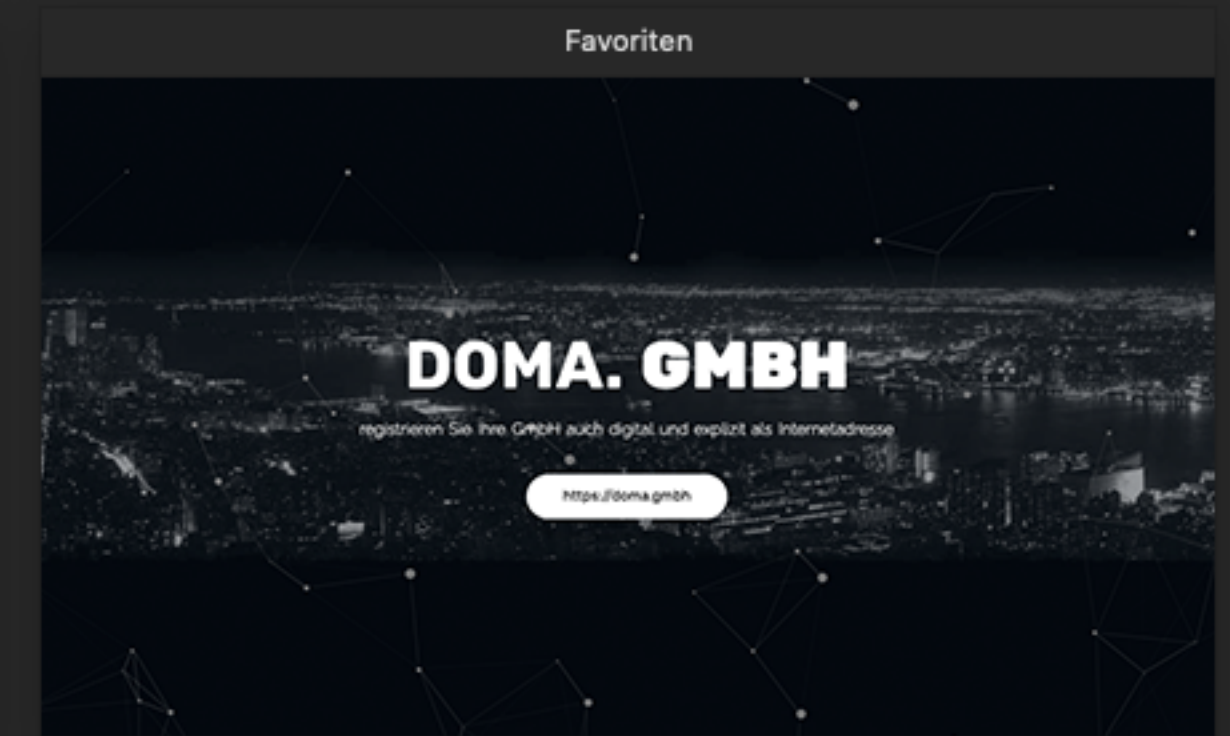 Favoriten
DOMA. GMBH
registrieren Sie Ihre GmbH auch digital und explizit als Internetadresse
https://doma.gmbh